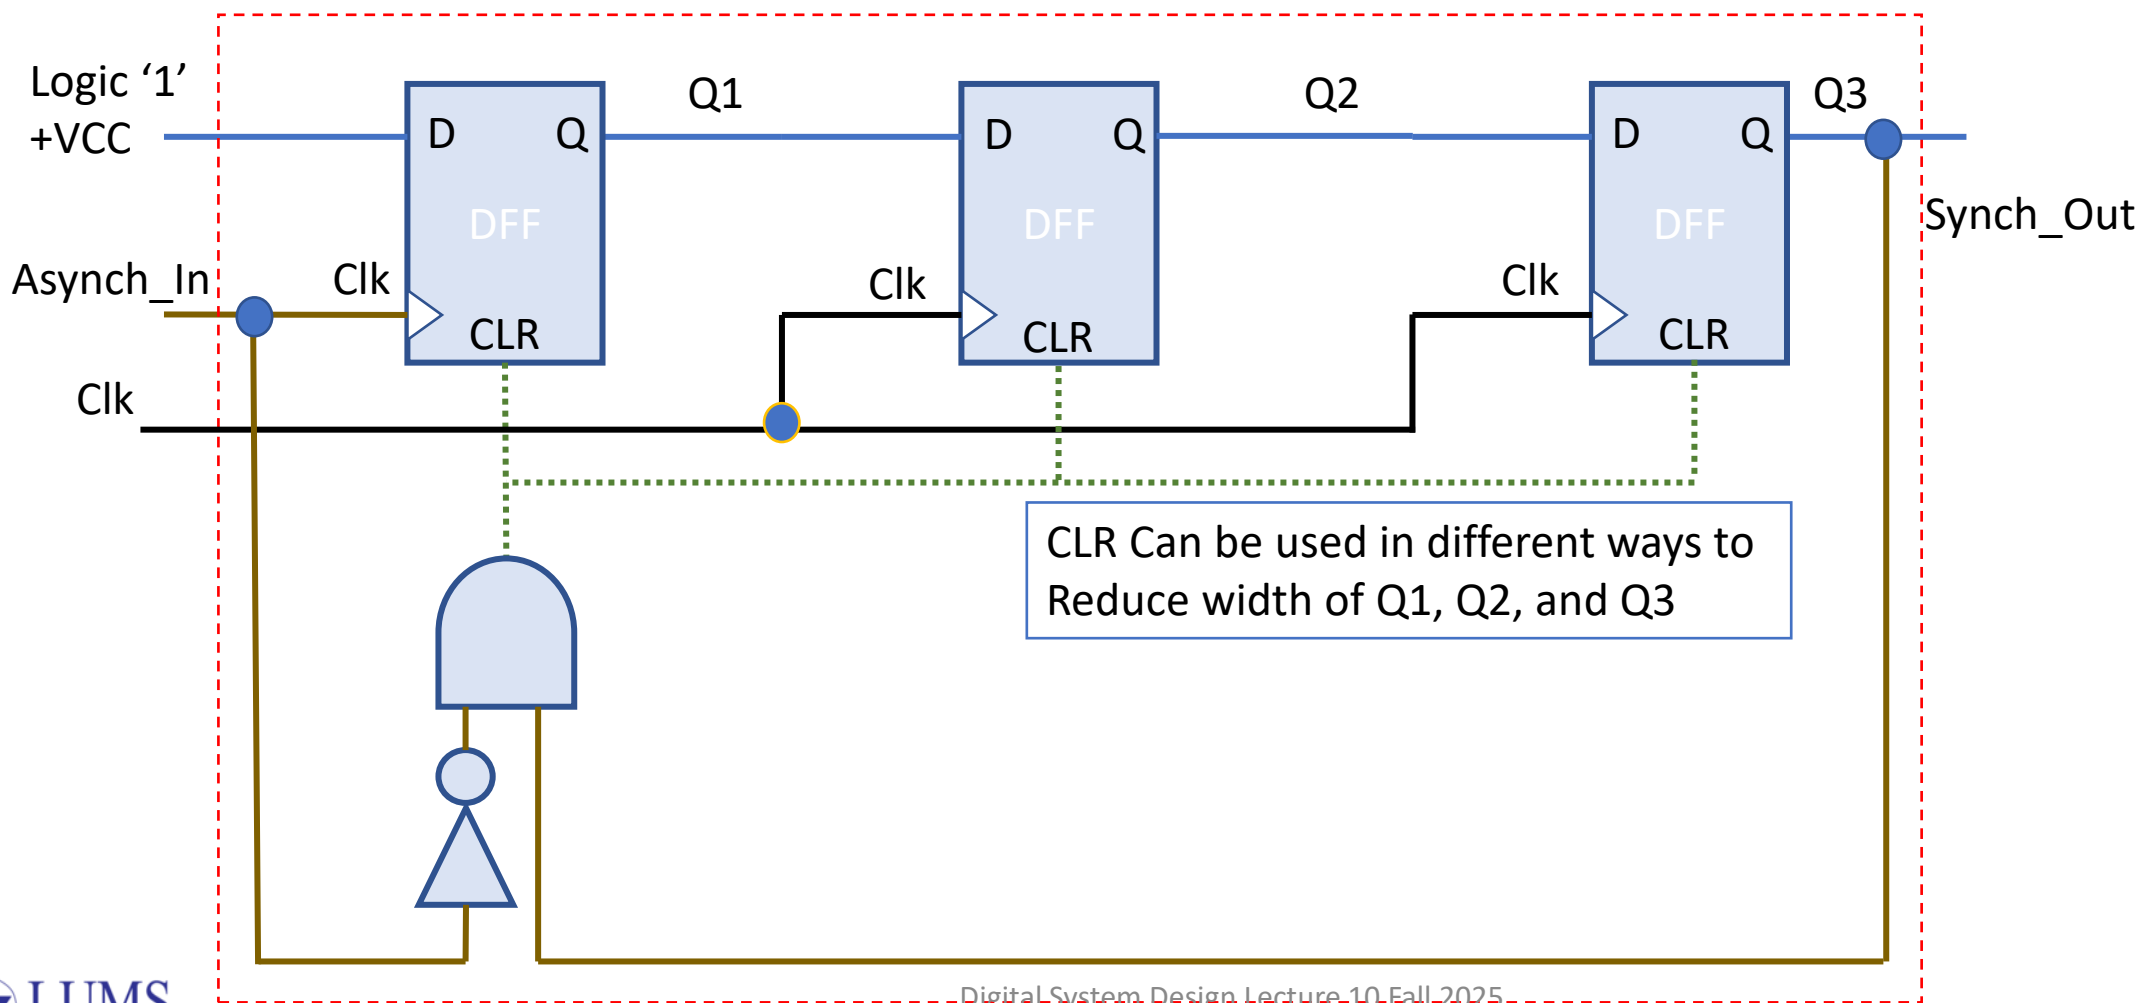 Logic ‘1’
+VCC
Q1
Q2
Q3
D Q
D Q
D Q
DFF
DFF
DFF
Synch_Out
Asynch_In
Clk
Clk
Clk
CLR
CLR
CLR
Clk
CLR Can be used in different ways to
Reduce width of Q1, Q2, and Q3
LUMS
Digital System Design Lecture 10 Fall 2025